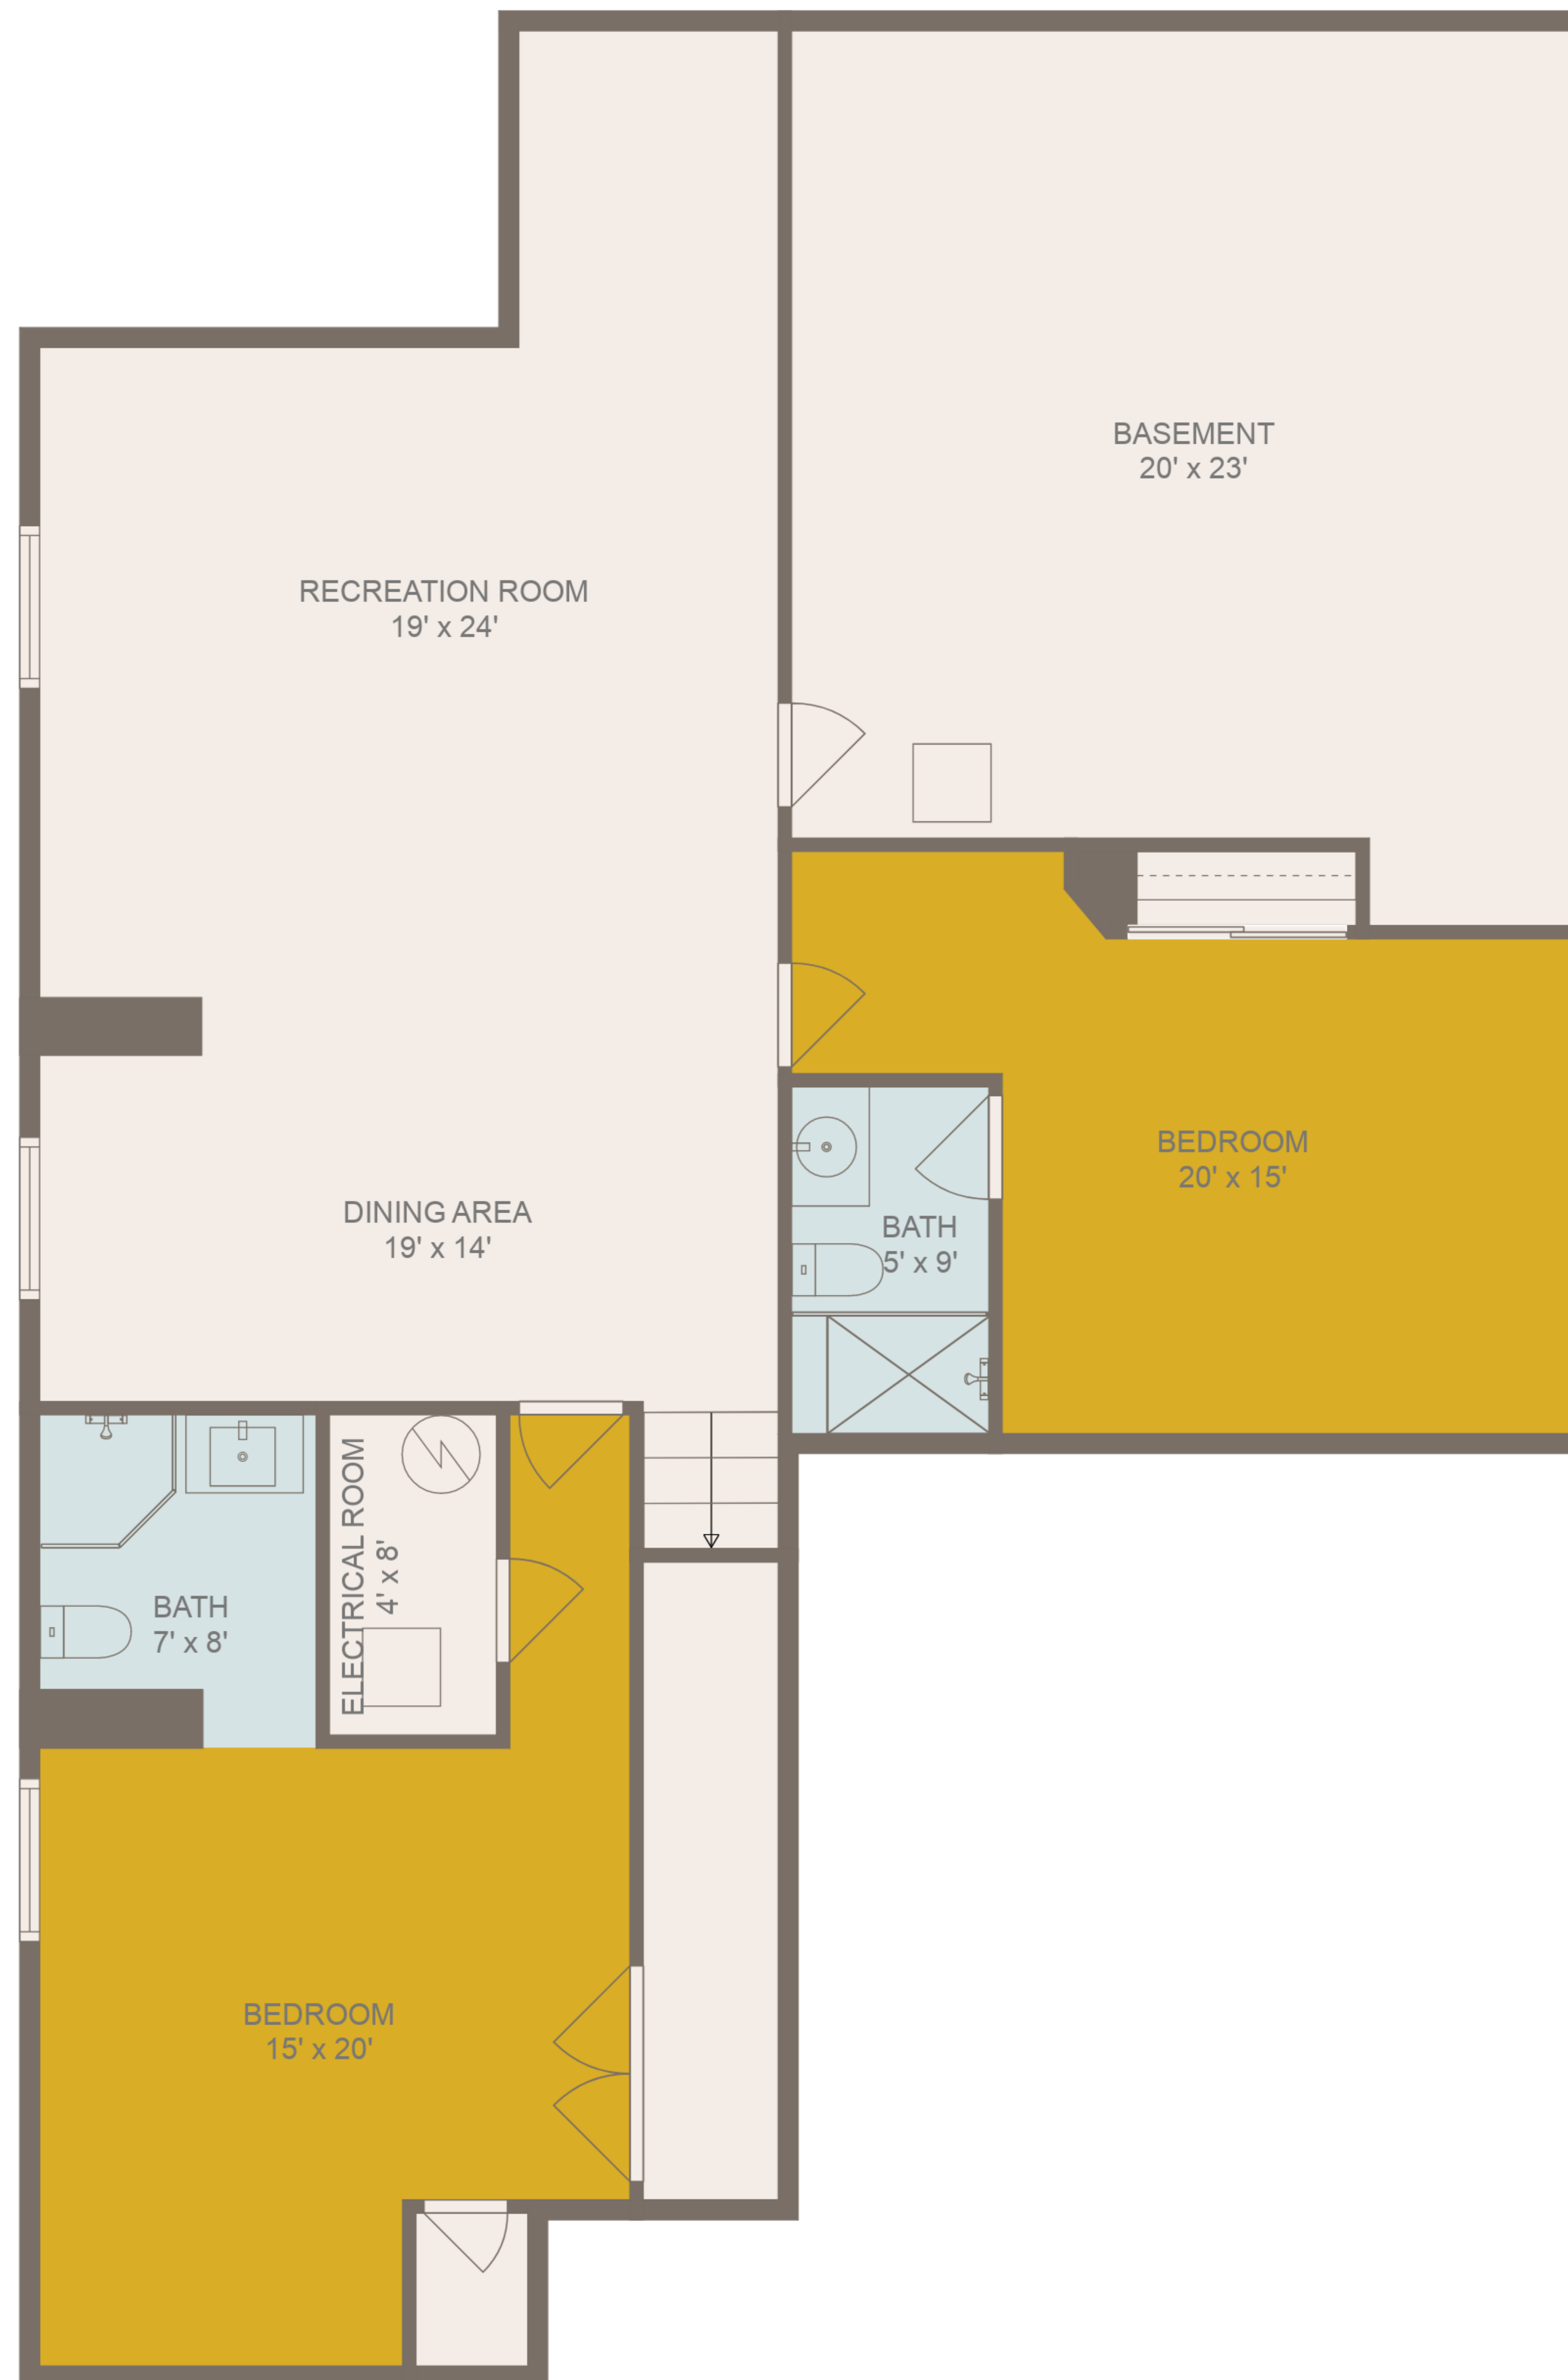 BASEMENT
20' x 23'
RECREATION ROOM
19' x 24'
BEDROOM
20' x 15'
DINING AREA
19' x 14'
BATH
5' x 9'
ELECTRICAL ROOM
4' x 8'
BATH
7' x 8'
BEDROOM
15' x 20'